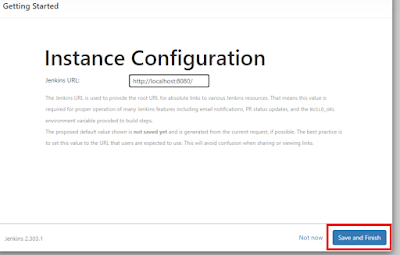 Getting Started
Instance Configuration
Jenkins URL: http://localhost:8080/
The Jenkins URL is used to provide the root URL for absolute links to various Jenkins resources. That means this value is
required for proper operation of many Jenkins features including email notifications, PR status updates, and the BUILD_URL
environment variable provided to build steps.
The proposed default value shown is not saved yet and is generated from the current request, if possible. The best practice is
to set this value to the URL that users are expected to use. This will avoid confusion when sharing or viewing links.
Jenkins 2.303.1
Not now
Save and Finish